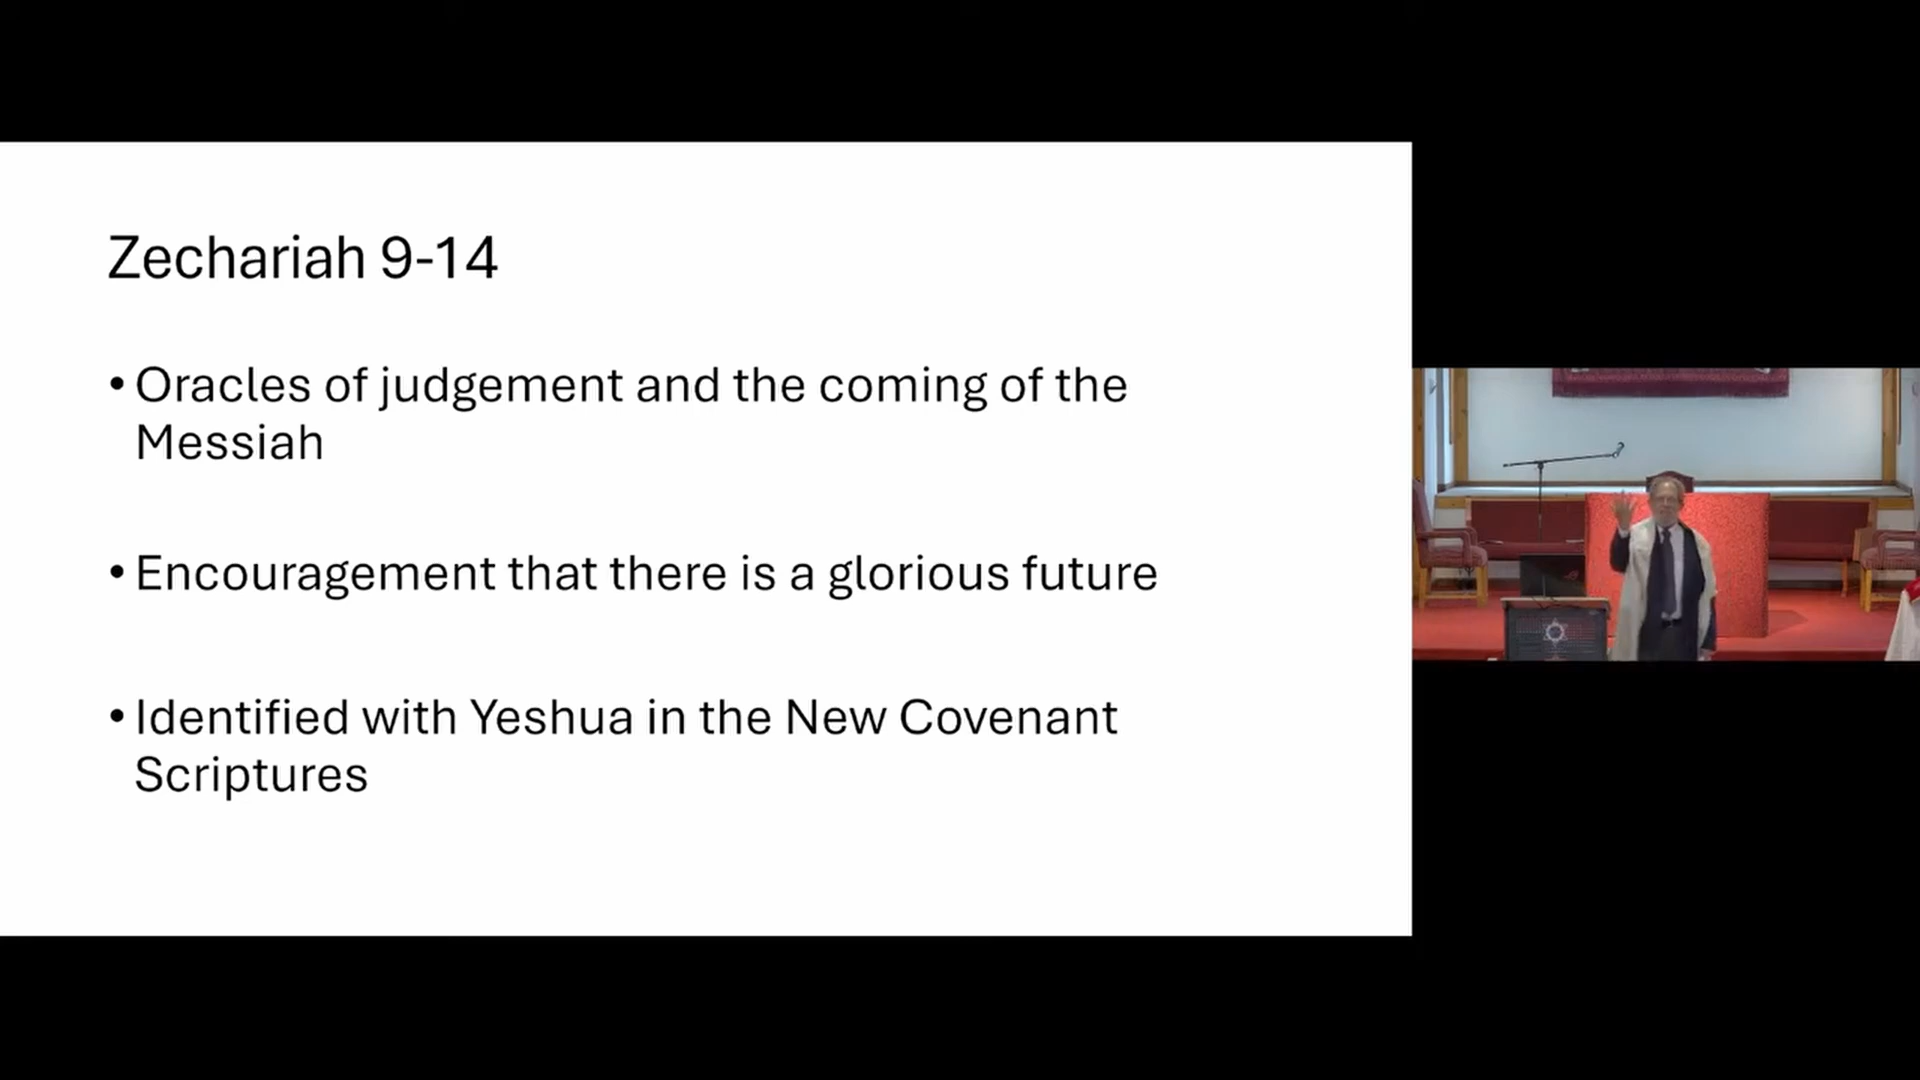 Zechariah 9-14
• Oracles of judgement and the coming of the
Messiah
• Encouragement that there is a glorious future
• Identified with Yeshua in the New Covenant
Scriptures